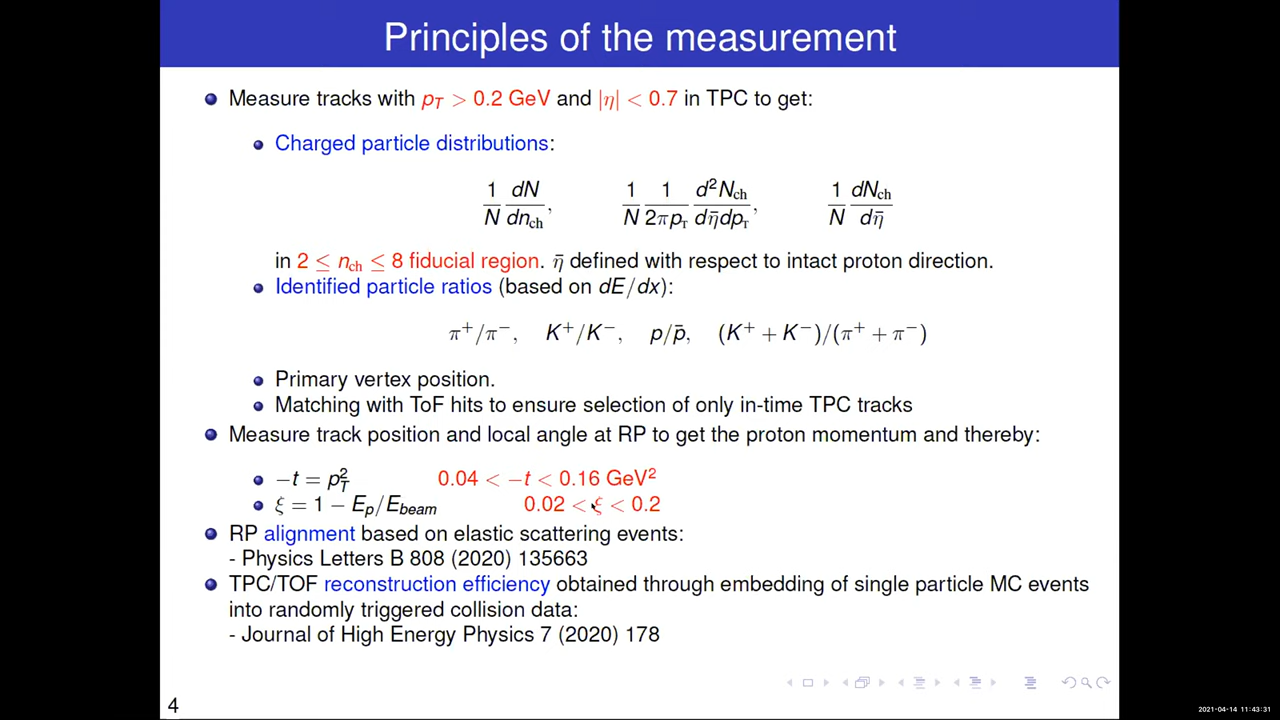 Principles of the measurement
Measure tracks with p_T > 0.2 GeV and |η| < 0.7 in TPC to get:
Charged particle distributions:
1/N dN/dn_ch, 1/N 1/2πp_T d²N_ch/dη̄dp_T, 1/N dN_ch/dη̄
in 2 ≤ n_ch ≤ 8 fiducial region. η̄ defined with respect to intact proton direction.
Identified particle ratios (based on dE/dx):
π⁺/π⁻, K⁺/K⁻, p/p̄, (K⁺ + K⁻)/(π⁺ + π⁻)
Primary vertex position.
Matching with ToF hits to ensure selection of only in-time TPC tracks
Measure track position and local angle at RP to get the proton momentum and thereby:
−t = p_T² 0.04 < −t < 0.16 GeV²
ξ = 1 − E_p/E_beam 0.02 < ξ < 0.2
RP alignment based on elastic scattering events:
- Physics Letters B 808 (2020) 135663
TPC/TOF reconstruction efficiency obtained through embedding of single particle MC events
into randomly triggered collision data:
- Journal of High Energy Physics 7 (2020) 178
4
2021-04-14 11:43:31